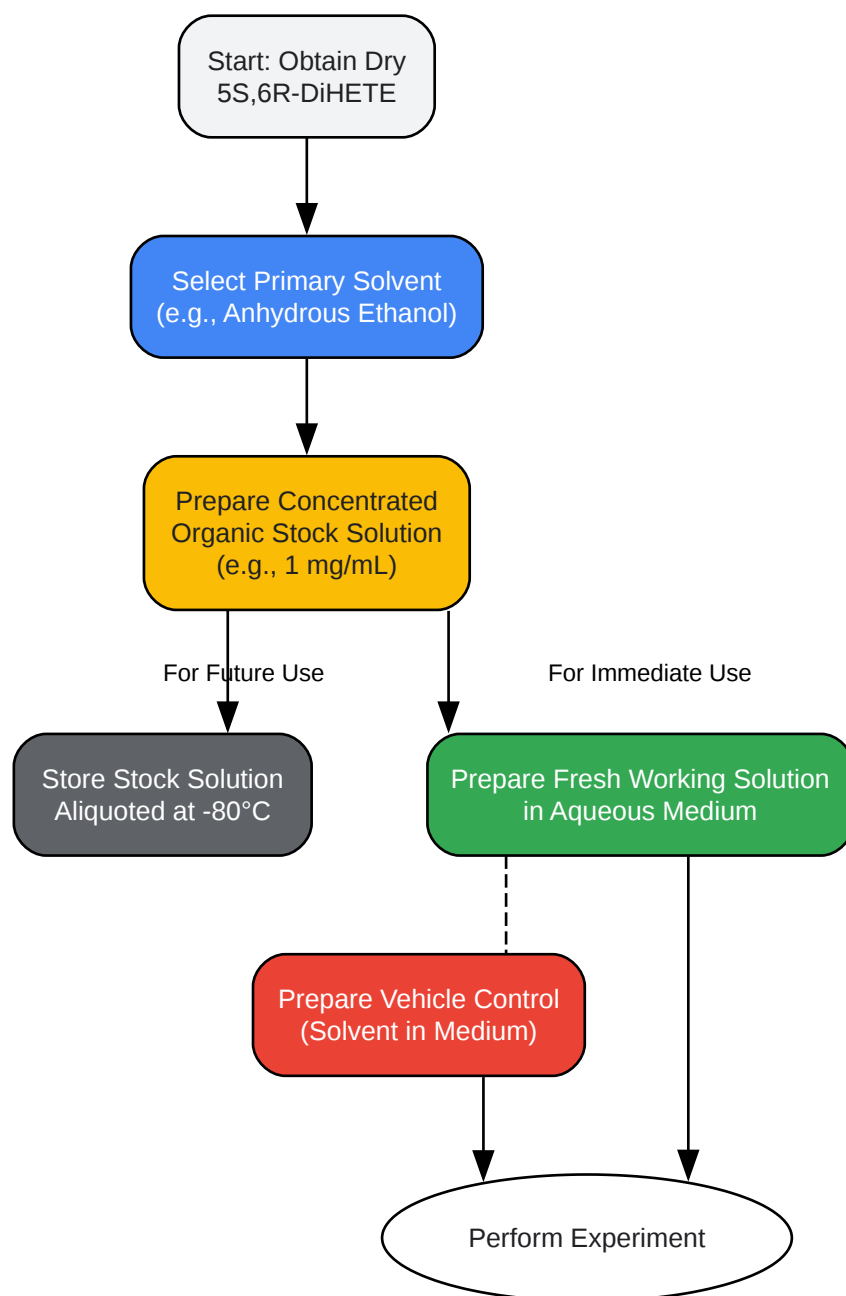 Start: Obtain Dry
5S,6R-DiHETE
Select Primary Solvent
(e.g., Anhydrous Ethanol)
Prepare Concentrated
Organic Stock Solution
(e.g., 1 mg/mL)
For Future Use
For Immediate Use
Store Stock Solution
Aliquoted at -80°C
Prepare Fresh Working Solution
in Aqueous Medium
Prepare Vehicle Control
(Solvent in Medium)
Perform Experiment